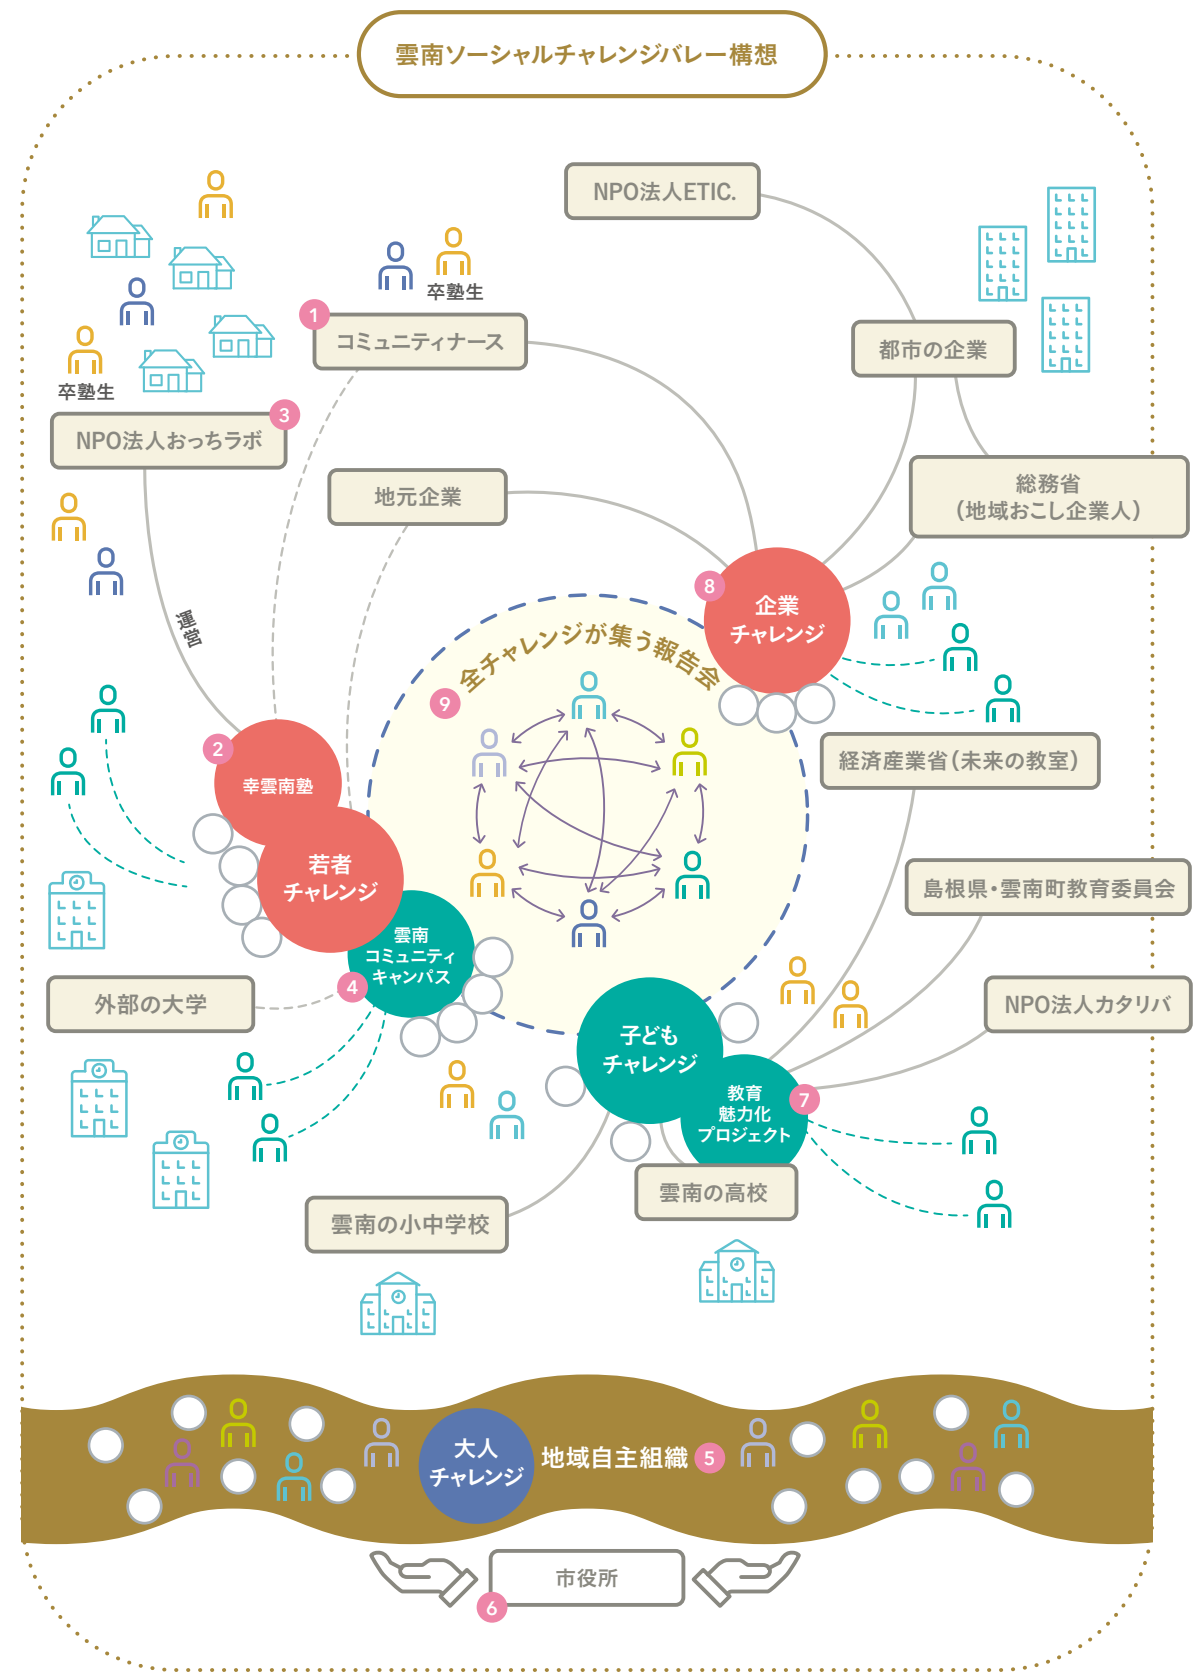 雲南ソーシャルチャレンジバレー構想
NPO法人ETIC.
卒塾生
1
コミュニティナース
都市の企業
卒塾生
3
NPO法人おっちラボ
地元企業
総務省
（地域おこし企業人）
運営
8
企業
チャレンジ
9
全チャレンジが集う報告会
2
幸雲南塾
経済産業省（未来の教室）
若者
チャレンジ
島根県・雲南町教育委員会
雲南
コミュニティ
キャンパス
4
外部の大学
NPO法人カタリバ
子ども
チャレンジ
7
教育
魅力化
プロジェクト
雲南の高校
雲南の小中学校
大人
チャレンジ
地域自主組織
5
市役所
6